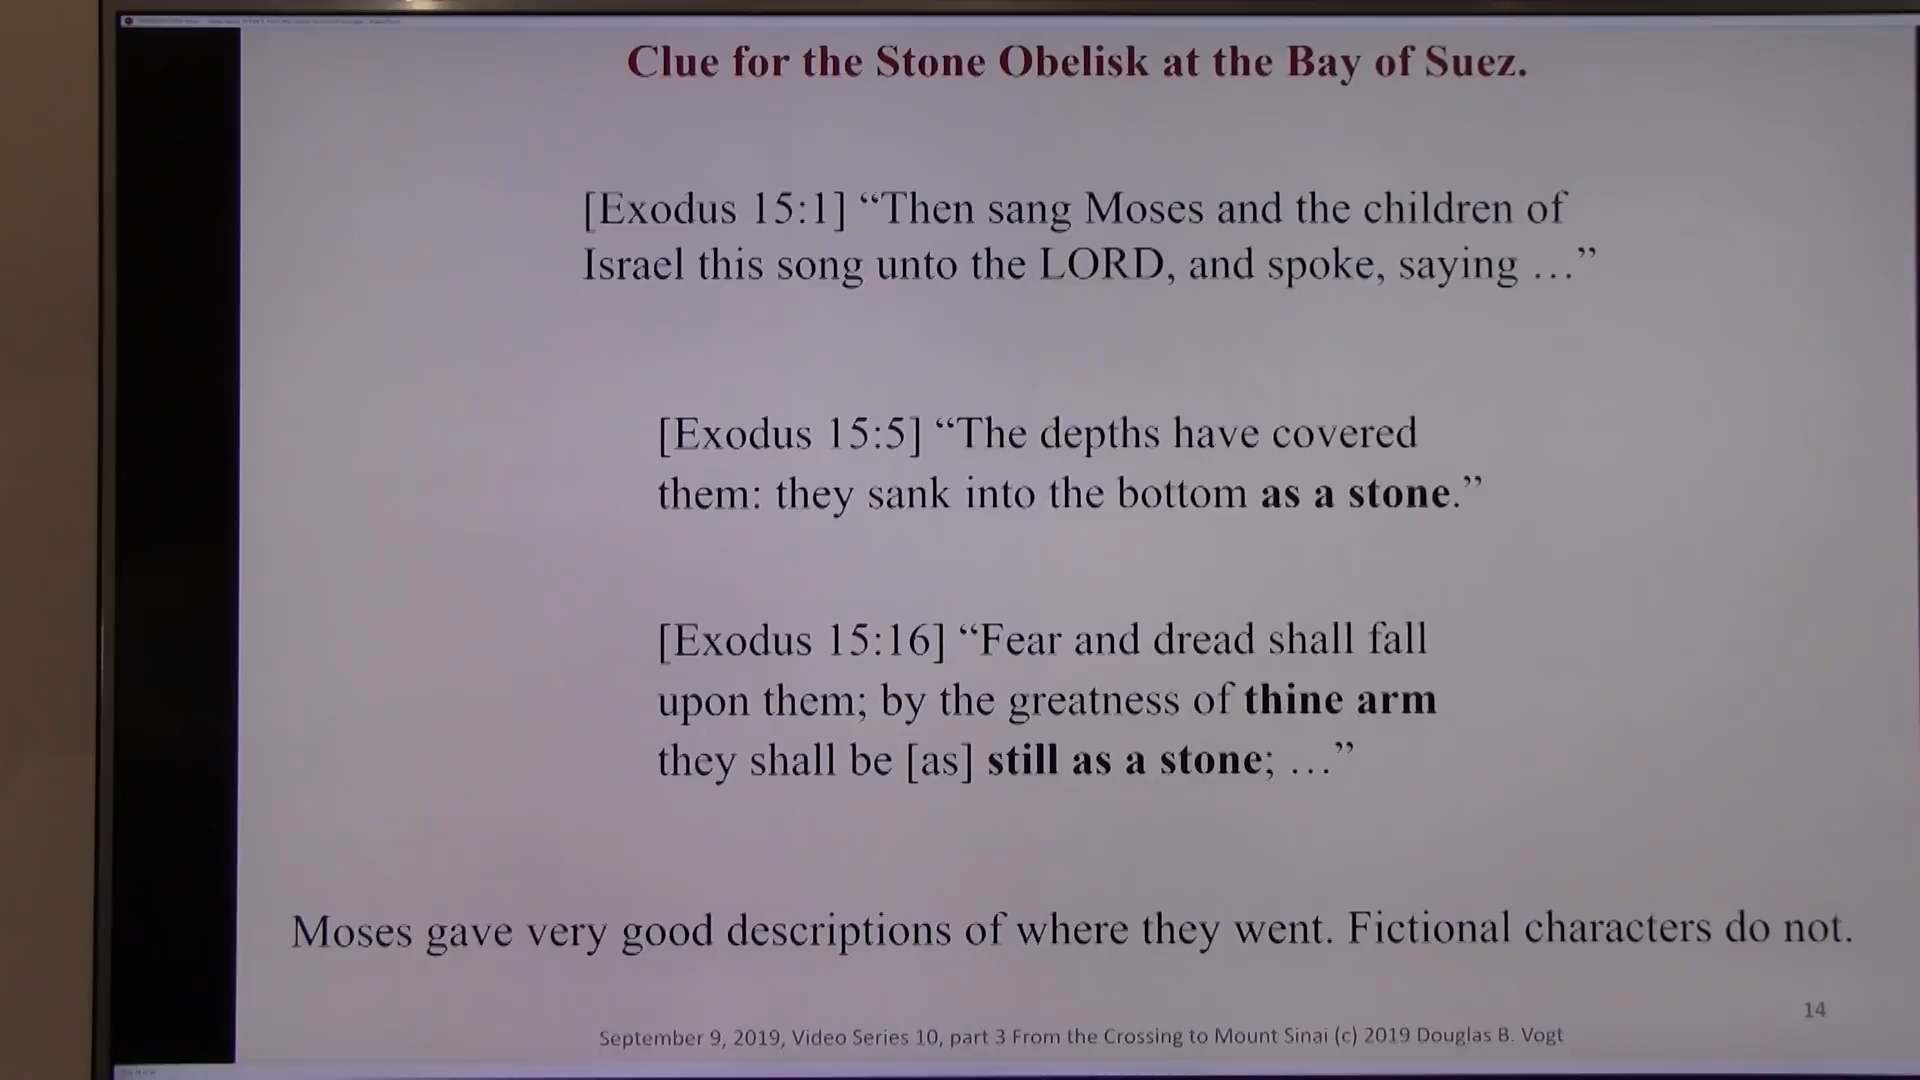 Clue for the Stone Obelisk at the Bay of Suez.
[Exodus 15:1] “Then sang Moses and the children of
Israel this song unto the LORD, and spoke, saying …”
[Exodus 15:5] “The depths have covered
them: they sank into the bottom as a stone.”
[Exodus 15:16] “Fear and dread shall fall
upon them; by the greatness of thine arm
they shall be [as] still as a stone; …”
Moses gave very good descriptions of where they went. Fictional characters do not.
14
September 9, 2019, Video Series 10, part 3 From the Crossing to Mount Sinai (c) 2019 Douglas B. Vogt